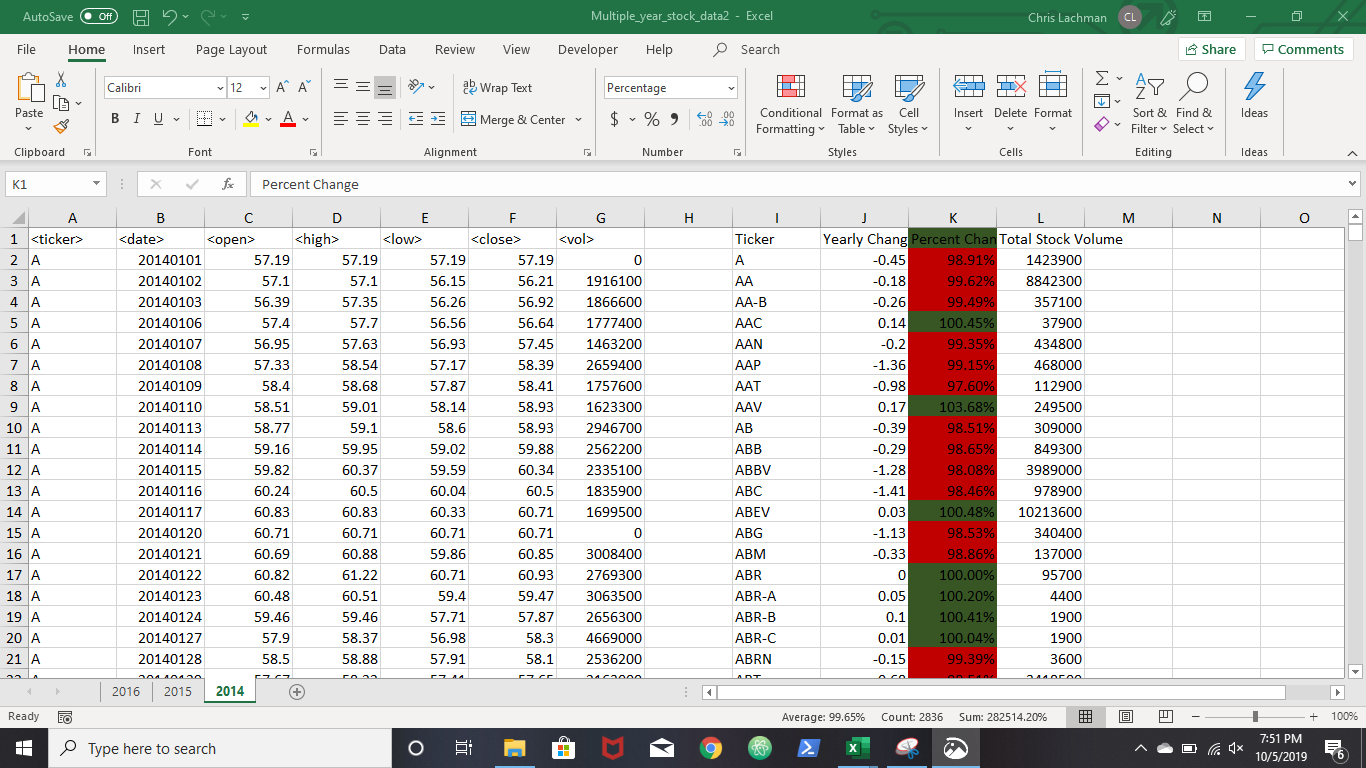 AutoSave Off Multiple_year_stock_data2 - Excel Chris Lachman CL
File Home Insert Page Layout Formulas Data Review View Developer Help Search Share Comments
Calibri 12 Wrap Text Percentage
Paste B I U Merge & Center $ % Conditional Formatting Format as Table Cell Styles Insert Delete Format Sort & Filter Find & Select Ideas
Clipboard Font Alignment Number Styles Cells Editing Ideas
K1 fx Percent Change
A B C D E F G H I J K L M N O
1 <ticker> <date> <open> <high> <low> <close> <vol> Ticker Yearly Chang Percent Chan Total Stock Volume
2 A 20140101 57.19 57.19 57.19 57.19 0 A -0.45 98.91% 1423900
3 A 20140102 57.1 57.1 56.15 56.21 1916100 AA -0.18 99.62% 8842300
4 A 20140103 56.39 57.35 56.26 56.92 1866600 AA-B -0.26 99.49% 357100
5 A 20140106 57.4 57.7 56.56 56.64 1777400 AAC 0.14 100.45% 37900
6 A 20140107 56.95 57.63 56.93 57.45 1463200 AAN -0.2 99.35% 434800
7 A 20140108 57.33 58.54 57.17 58.39 2659400 AAP -1.36 99.15% 468000
8 A 20140109 58.4 58.68 57.87 58.41 1757600 AAT -0.98 97.60% 112900
9 A 20140110 58.51 59.01 58.14 58.93 1623300 AAV 0.17 103.68% 249500
10 A 20140113 58.77 59.1 58.6 58.93 2946700 AB -0.39 98.51% 309000
11 A 20140114 59.16 59.95 59.02 59.88 2562200 ABB -0.29 98.65% 849300
12 A 20140115 59.82 60.37 59.59 60.34 2335100 ABBV -1.28 98.08% 3989000
13 A 20140116 60.24 60.5 60.04 60.5 1835900 ABC -1.41 98.46% 978900
14 A 20140117 60.83 60.83 60.33 60.71 1699500 ABEV 0.03 100.48% 10213600
15 A 20140120 60.71 60.71 60.71 60.71 0 ABG -1.13 98.53% 340400
16 A 20140121 60.69 60.88 59.86 60.85 3008400 ABM -0.33 98.86% 137000
17 A 20140122 60.82 61.22 60.71 60.93 2769300 ABR 0 100.00% 95700
18 A 20140123 60.48 60.51 59.4 59.47 3063500 ABR-A 0.05 100.20% 4400
19 A 20140124 59.46 59.46 57.71 57.87 2656300 ABR-B 0.1 100.41% 1900
20 A 20140127 57.9 58.37 56.98 58.3 4669000 ABR-C 0.01 100.04% 1900
21 A 20140128 58.5 58.88 57.91 58.1 2536200 ABRN -0.15 99.39% 3600
2016 2015 2014
Ready Average: 99.65% Count: 2836 Sum: 282514.20% 100%
Type here to search 7:51 PM
10/5/2019 6